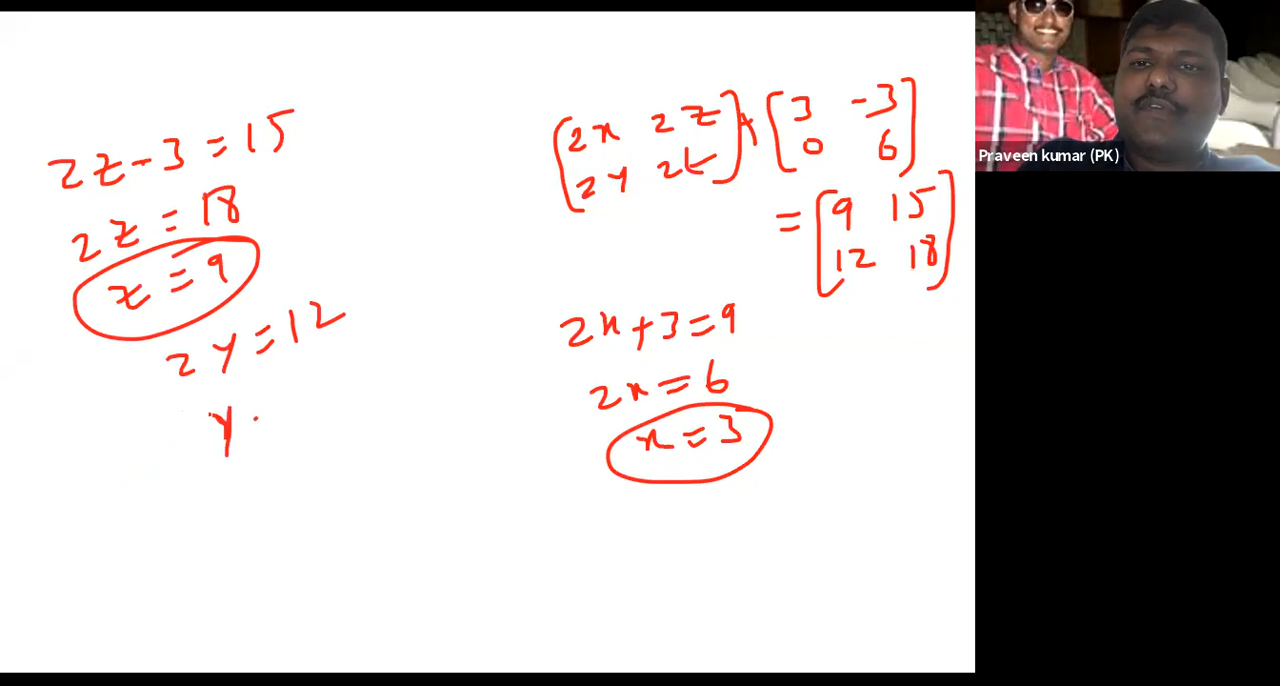 2z - 3 = 15
2z = 18
z = 9
2y = 12
y
[2x 2z
2y 2t] + [3 -3
0 6]
= [9 15
12 18]
2x + 3 = 9
2x = 6
x = 3
Praveen kumar (PK)